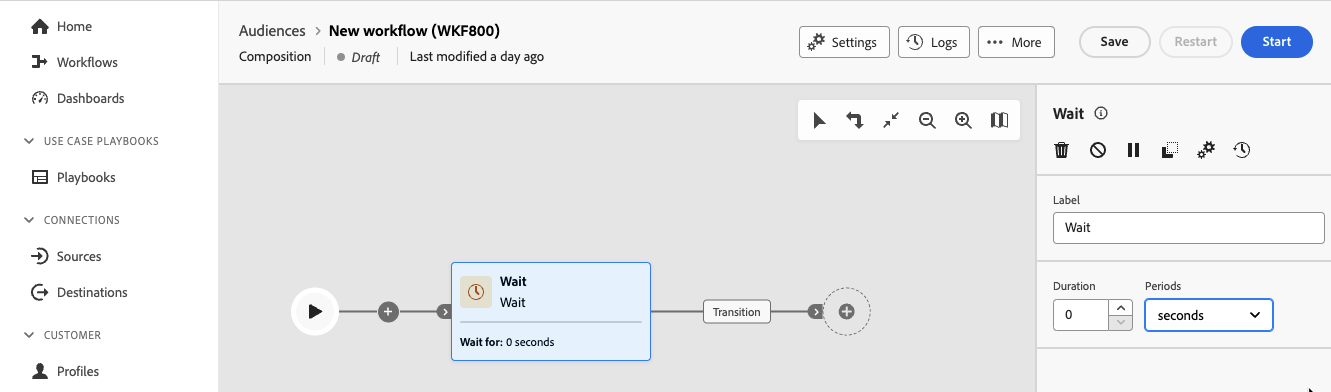 Home
Workflows
Dashboards
USE CASE PLAYBOOKS
Playbooks
CONNECTIONS
Sources
Destinations
CUSTOMER
Profiles
Audiences > New workflow (WKF800)
Composition Draft Last modified a day ago
Settings Logs More Save Restart Start
Wait
Wait
Wait for: 0 seconds
Transition
Wait
Label
Wait
Duration Periods
0 seconds